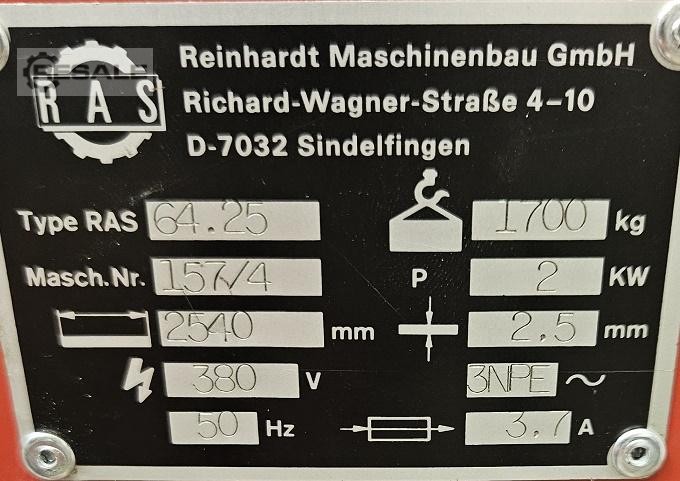 RESALE
RAS
Reinhardt Maschinenbau GmbH
Richard-Wagner-Straße 4-10
D-7032 Sindelfingen
Type RAS 64.25 1700 kg
Masch.Nr. 157/4 P 2 KW
2540 mm 2,5 mm
380 V 3NPE ~
50 Hz 3,7 A